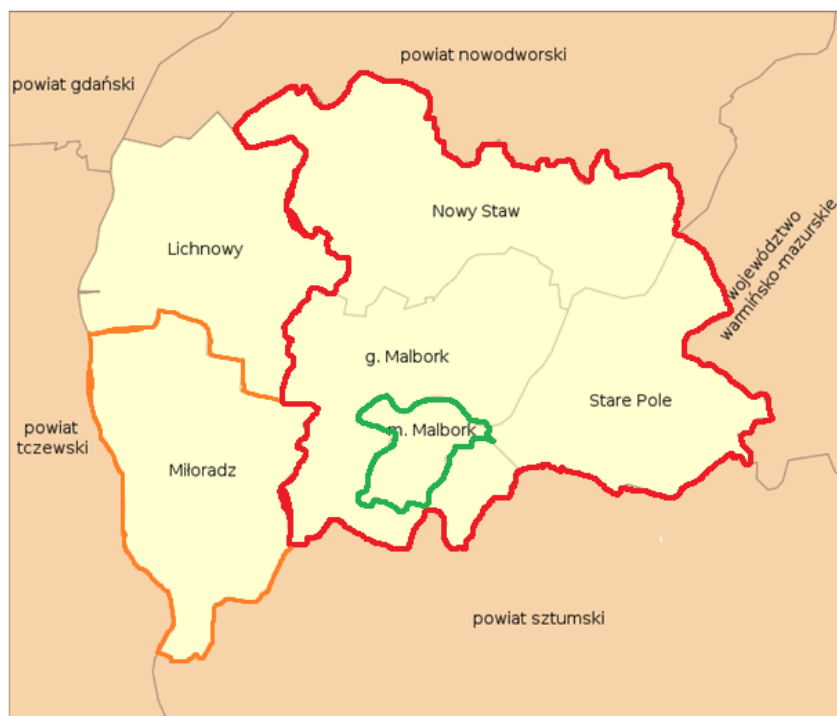 powiat nowodworski
powiat gdański
Nowy Staw
Lichnowy
województwo
warmińsko-mazurskie
g. Malbork
Stare Pole
m. Malbork
powiat
tczewski
Miłoradz
powiat sztumski